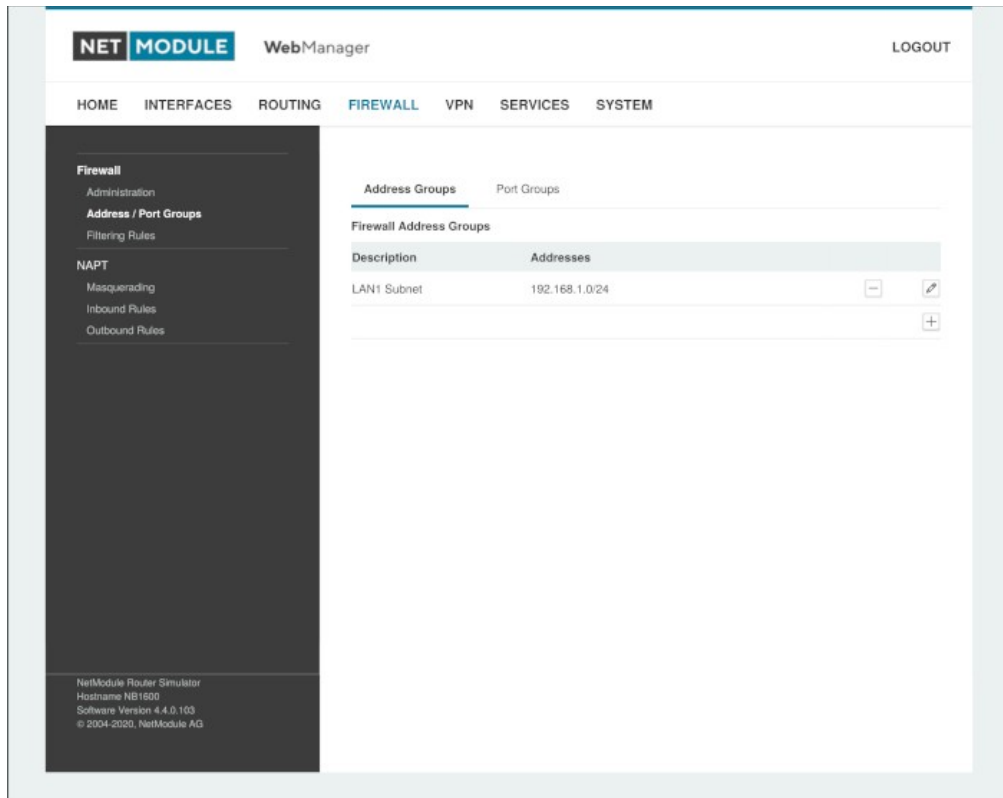 NET MODULE WebManager LOGOUT
HOME INTERFACES ROUTING FIREWALL VPN SERVICES SYSTEM
Firewall
Administration
Address / Port Groups
Filtering Rules
NAPT
Masquerading
Inbound Rules
Outbound Rules
Address Groups Port Groups
Firewall Address Groups
Description Addresses
LAN1 Subnet 192.168.1.0/24
NetModule Router Simulator
Hostname NB1600
Software Version 4.4.0.103
© 2004-2020, NetModule AG